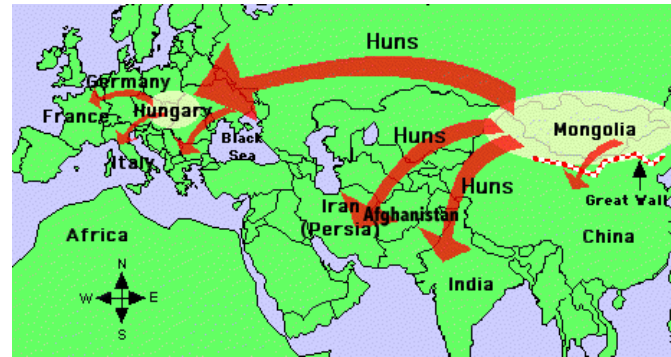 Huns
Germany
France
Hungary
Italy
Black
Sea
Huns
Mongolia
Huns
Great Wall
Iran
(Persia)
Afghanistan
China
Africa
India
N
W
E
S